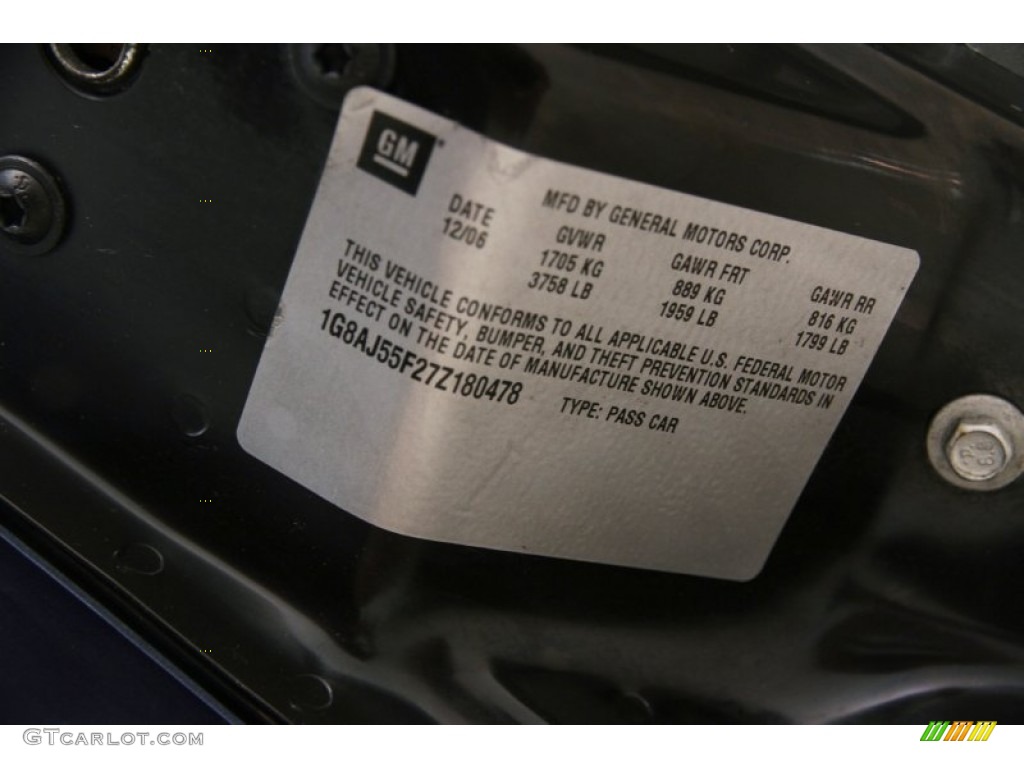 GM
MFD BY GENERAL MOTORS CORP.
DATE GVWR GAWR FRT GAWR RR
12/06 1705 KG 889 KG 816 KG
3758 LB 1959 LB 1799 LB
THIS VEHICLE CONFORMS TO ALL APPLICABLE U.S. FEDERAL MOTOR
VEHICLE SAFETY, BUMPER, AND THEFT PREVENTION STANDARDS IN
EFFECT ON THE DATE OF MANUFACTURE SHOWN ABOVE.
1G8AJ55F27Z180478 TYPE: PASS CAR
GTCarlot.com